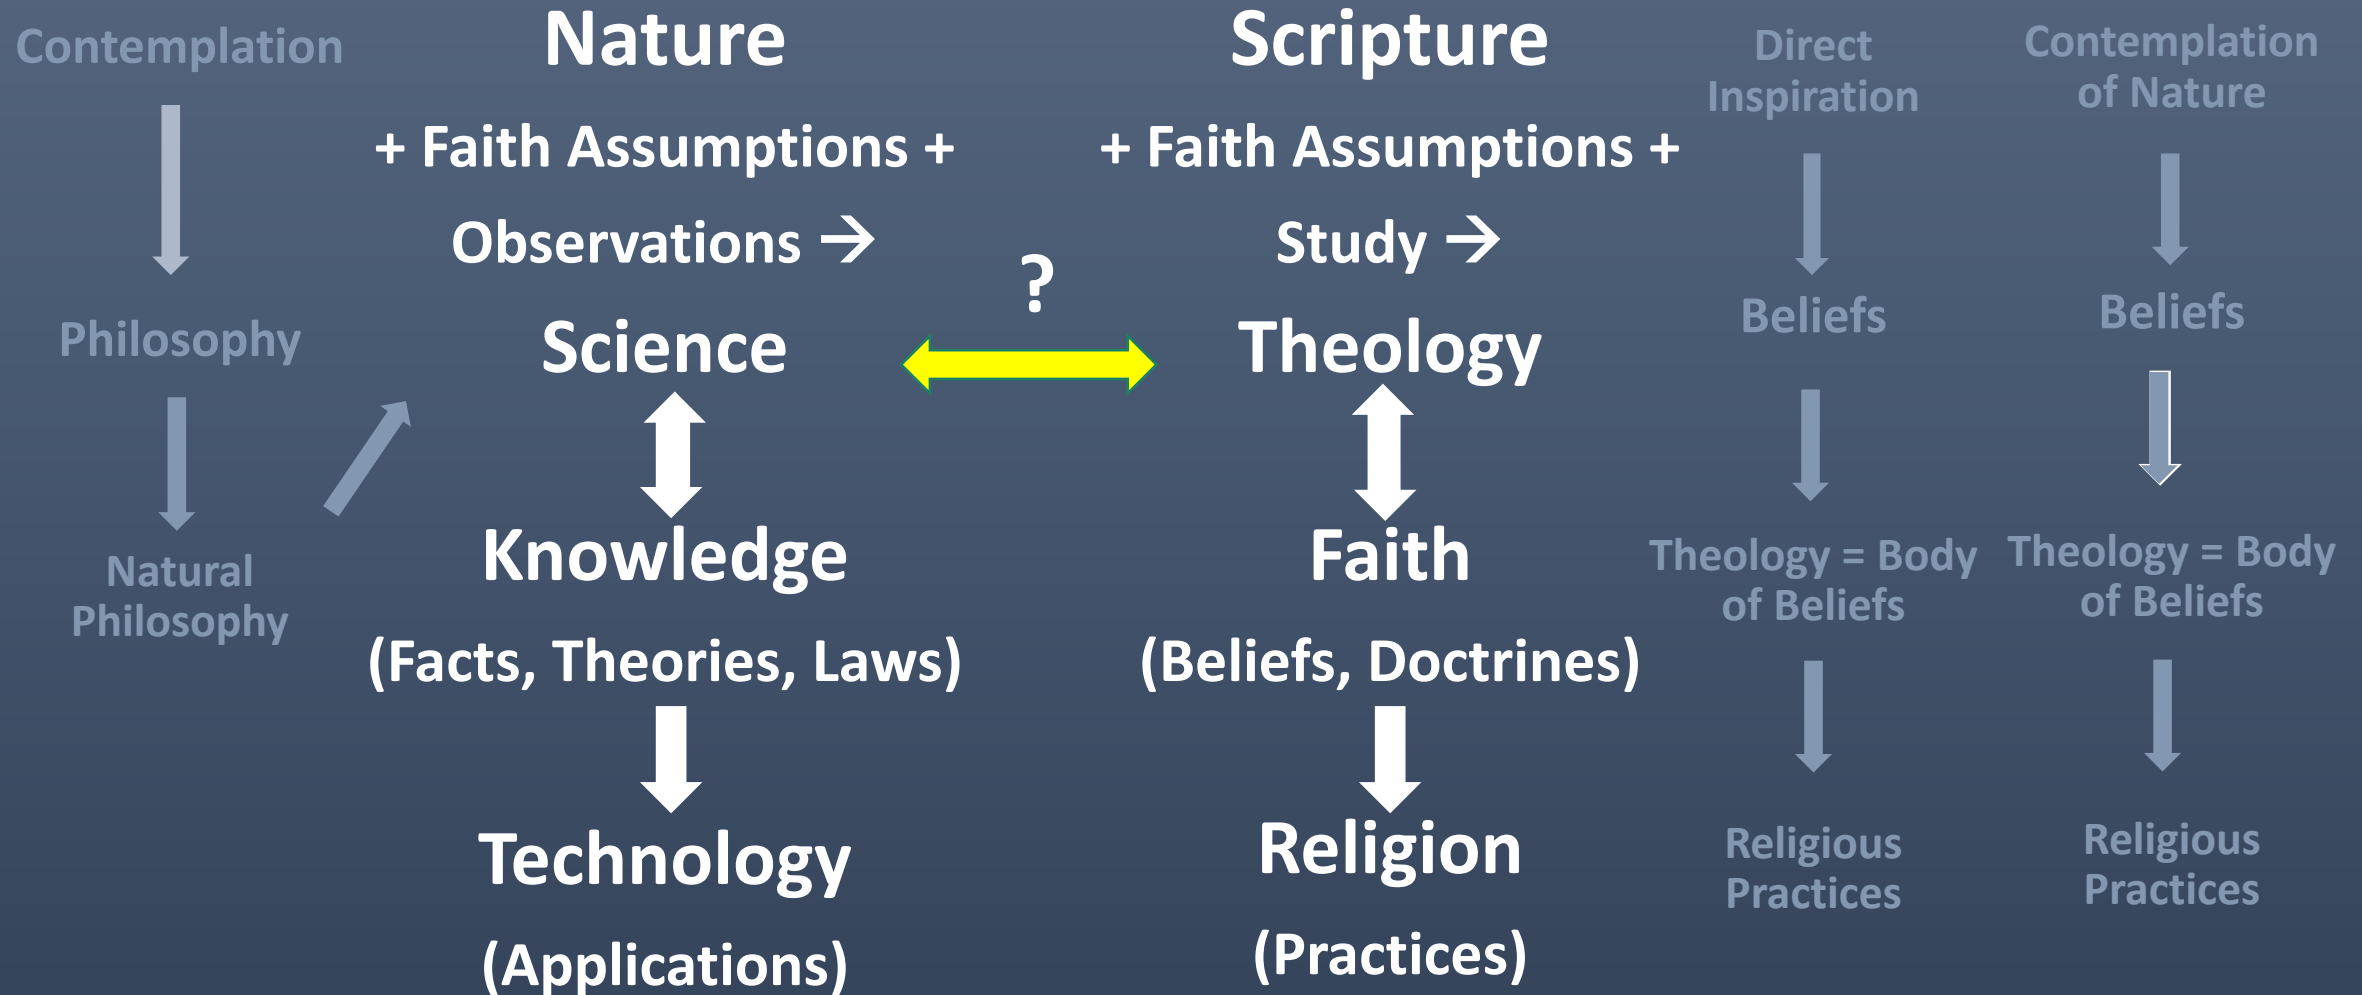 Contemplation
Philosophy
Natural
Philosophy
Nature
+ Faith Assumptions +
Observations →
Science
Knowledge
(Facts, Theories, Laws)
Technology
(Applications)
?
Scripture
+ Faith Assumptions +
Study →
Theology
Faith
(Beliefs, Doctrines)
Religion
(Practices)
Direct
Inspiration
Beliefs
Theology = Body
of Beliefs
Religious
Practices
Contemplation
of Nature
Beliefs
Theology = Body
of Beliefs
Religious
Practices